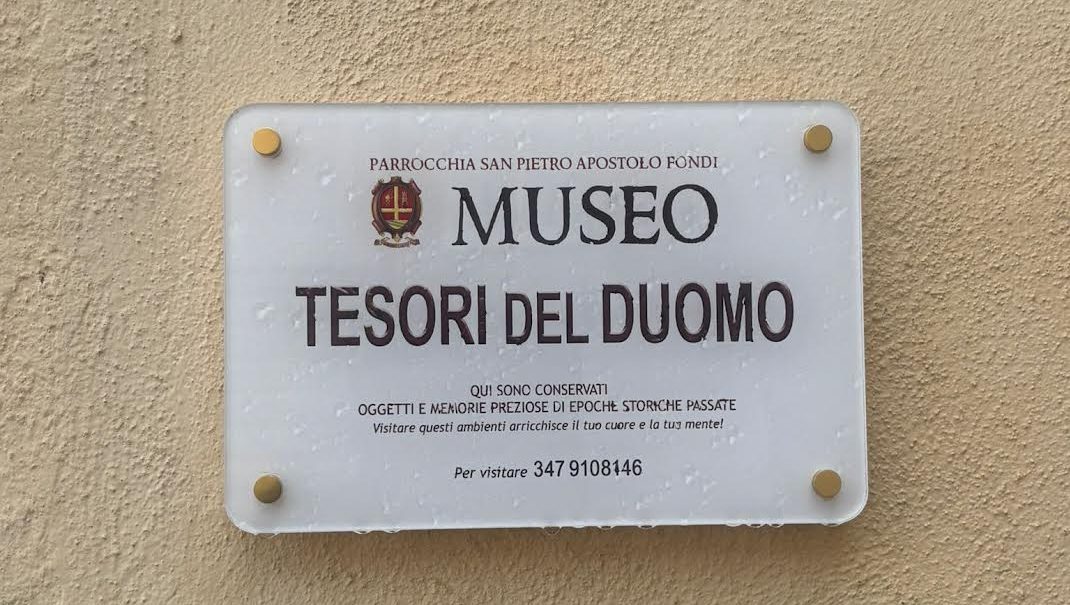 PARROCCHIA SAN PIETRO APOSTOLO FONDI
MUSEO
TESORI DEL DUOMO
QUI SONO CONSERVATI
OGGETTI E MEMORIE PREZIOSE DI EPOCHE STORICHE PASSATE
Visitare questi ambienti arricchisce il tuo cuore e la tua mente!
Per visitare 347 9108146